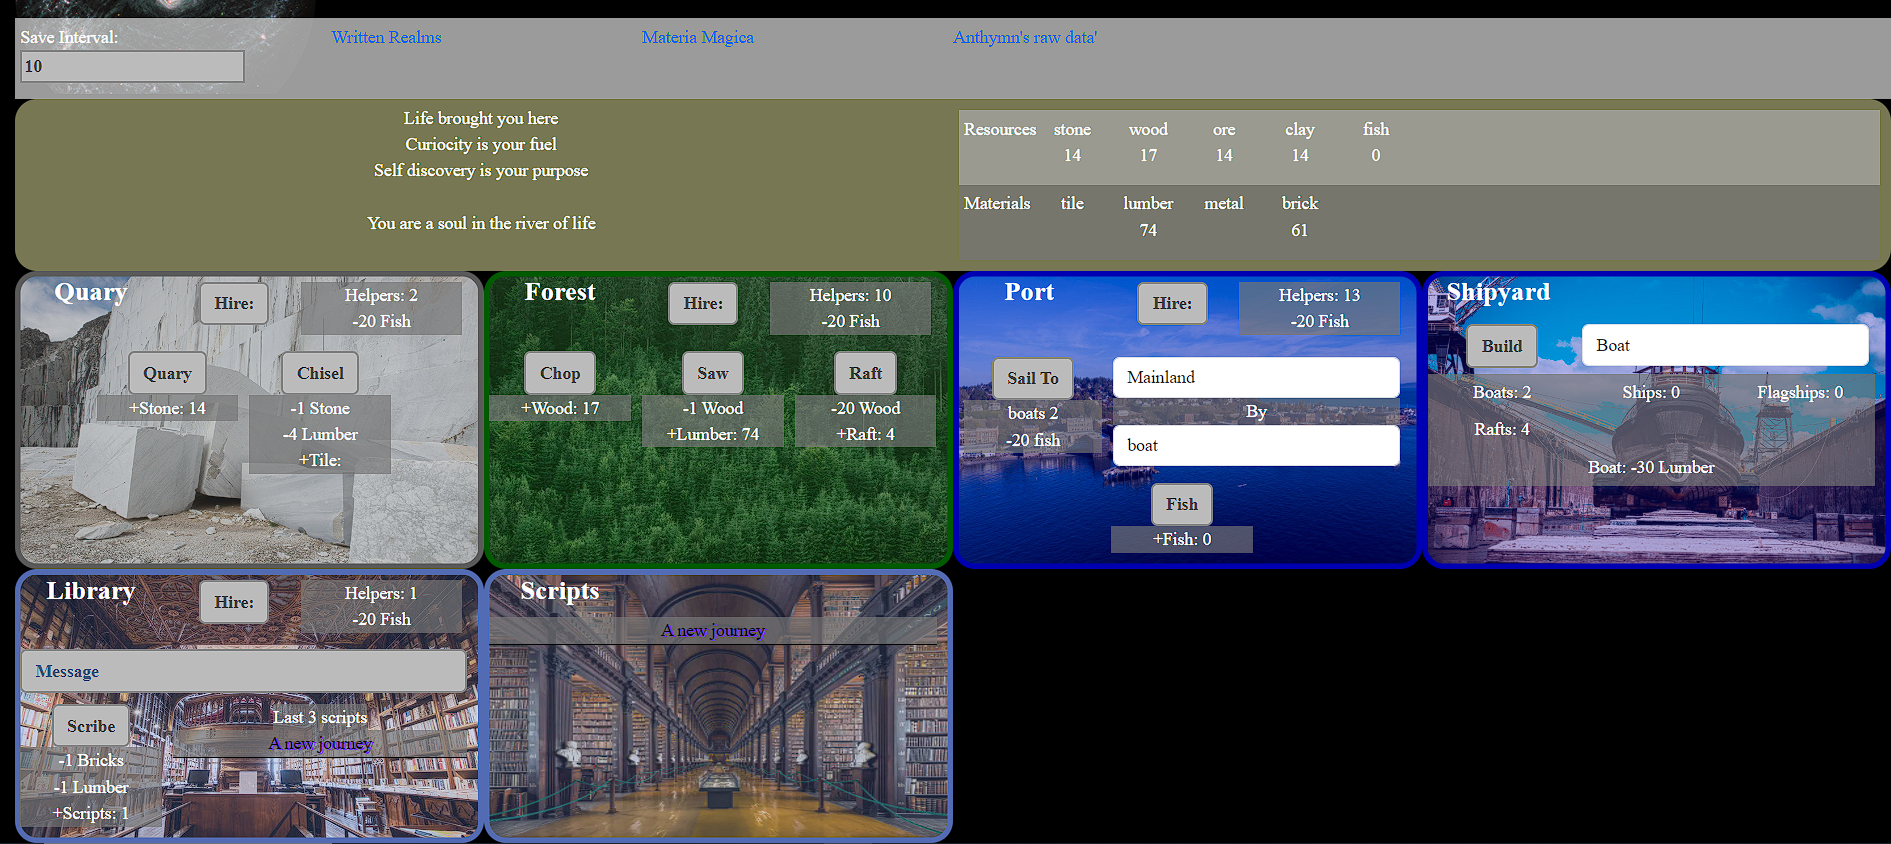 Save Interval:
Written Realms
Materia Magica
Anthymn's raw data'
10
Life brought you here
Curiocity is your fuel
Self discovery is your purpose
You are a soul in the river of life
Resources stone wood ore clay fish
14 17 14 14 0
Materials tile lumber metal brick
74 61
Quary
Hire:
Helpers: 2
-20 Fish
Quary
+Stone: 14
Chisel
-1 Stone
-4 Lumber
+Tile:
Forest
Hire:
Helpers: 10
-20 Fish
Chop
+Wood: 17
Saw
-1 Wood
+Lumber: 74
Raft
-20 Wood
+Raft: 4
Port
Hire:
Helpers: 13
-20 Fish
Sail To
boats 2
-20 fish
Mainland
By
boat
Fish
+Fish: 0
Shipyard
Build
Boat
Boats: 2 Ships: 0 Flagships: 0
Rafts: 4
Boat: -30 Lumber
Library
Hire:
Helpers: 1
-20 Fish
Message
Scribe
-1 Bricks
-1 Lumber
+Scripts: 1
Last 3 scripts
A new journey
Scripts
A new journey